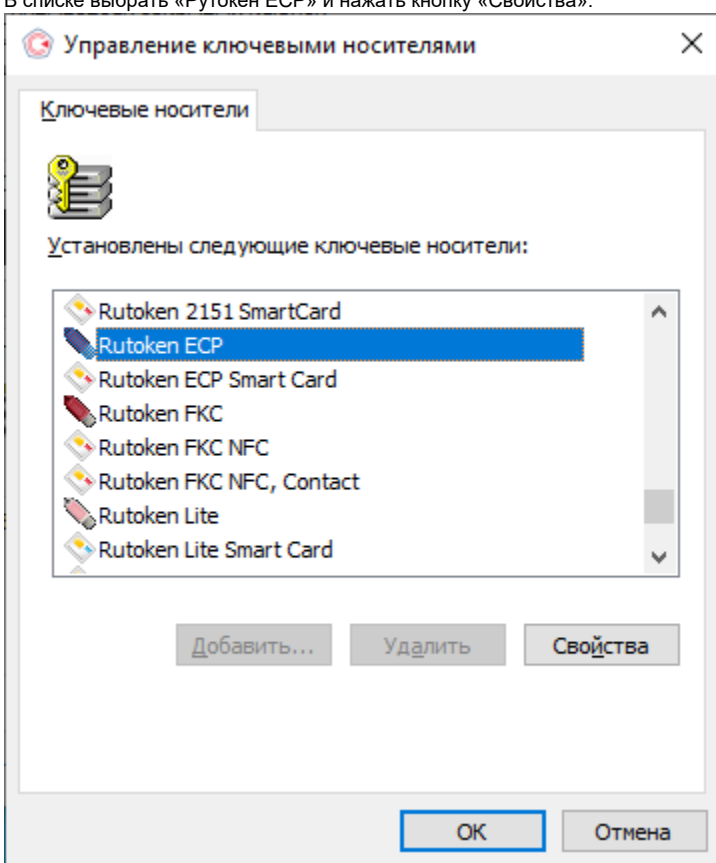 В списке выбрать «Рутокен ECP» и нажать кнопку «Свойства».
Управление ключевыми носителями
Ключевые носители
Установлены следующие ключевые носители:
Rutoken 2151 SmartCard
Rutoken ECP
Rutoken ECP Smart Card
Rutoken FKC
Rutoken FKC NFC
Rutoken FKC NFC, Contact
Rutoken Lite
Rutoken Lite Smart Card
Добавить...
Удалить
Свойства
ОК
Отмена